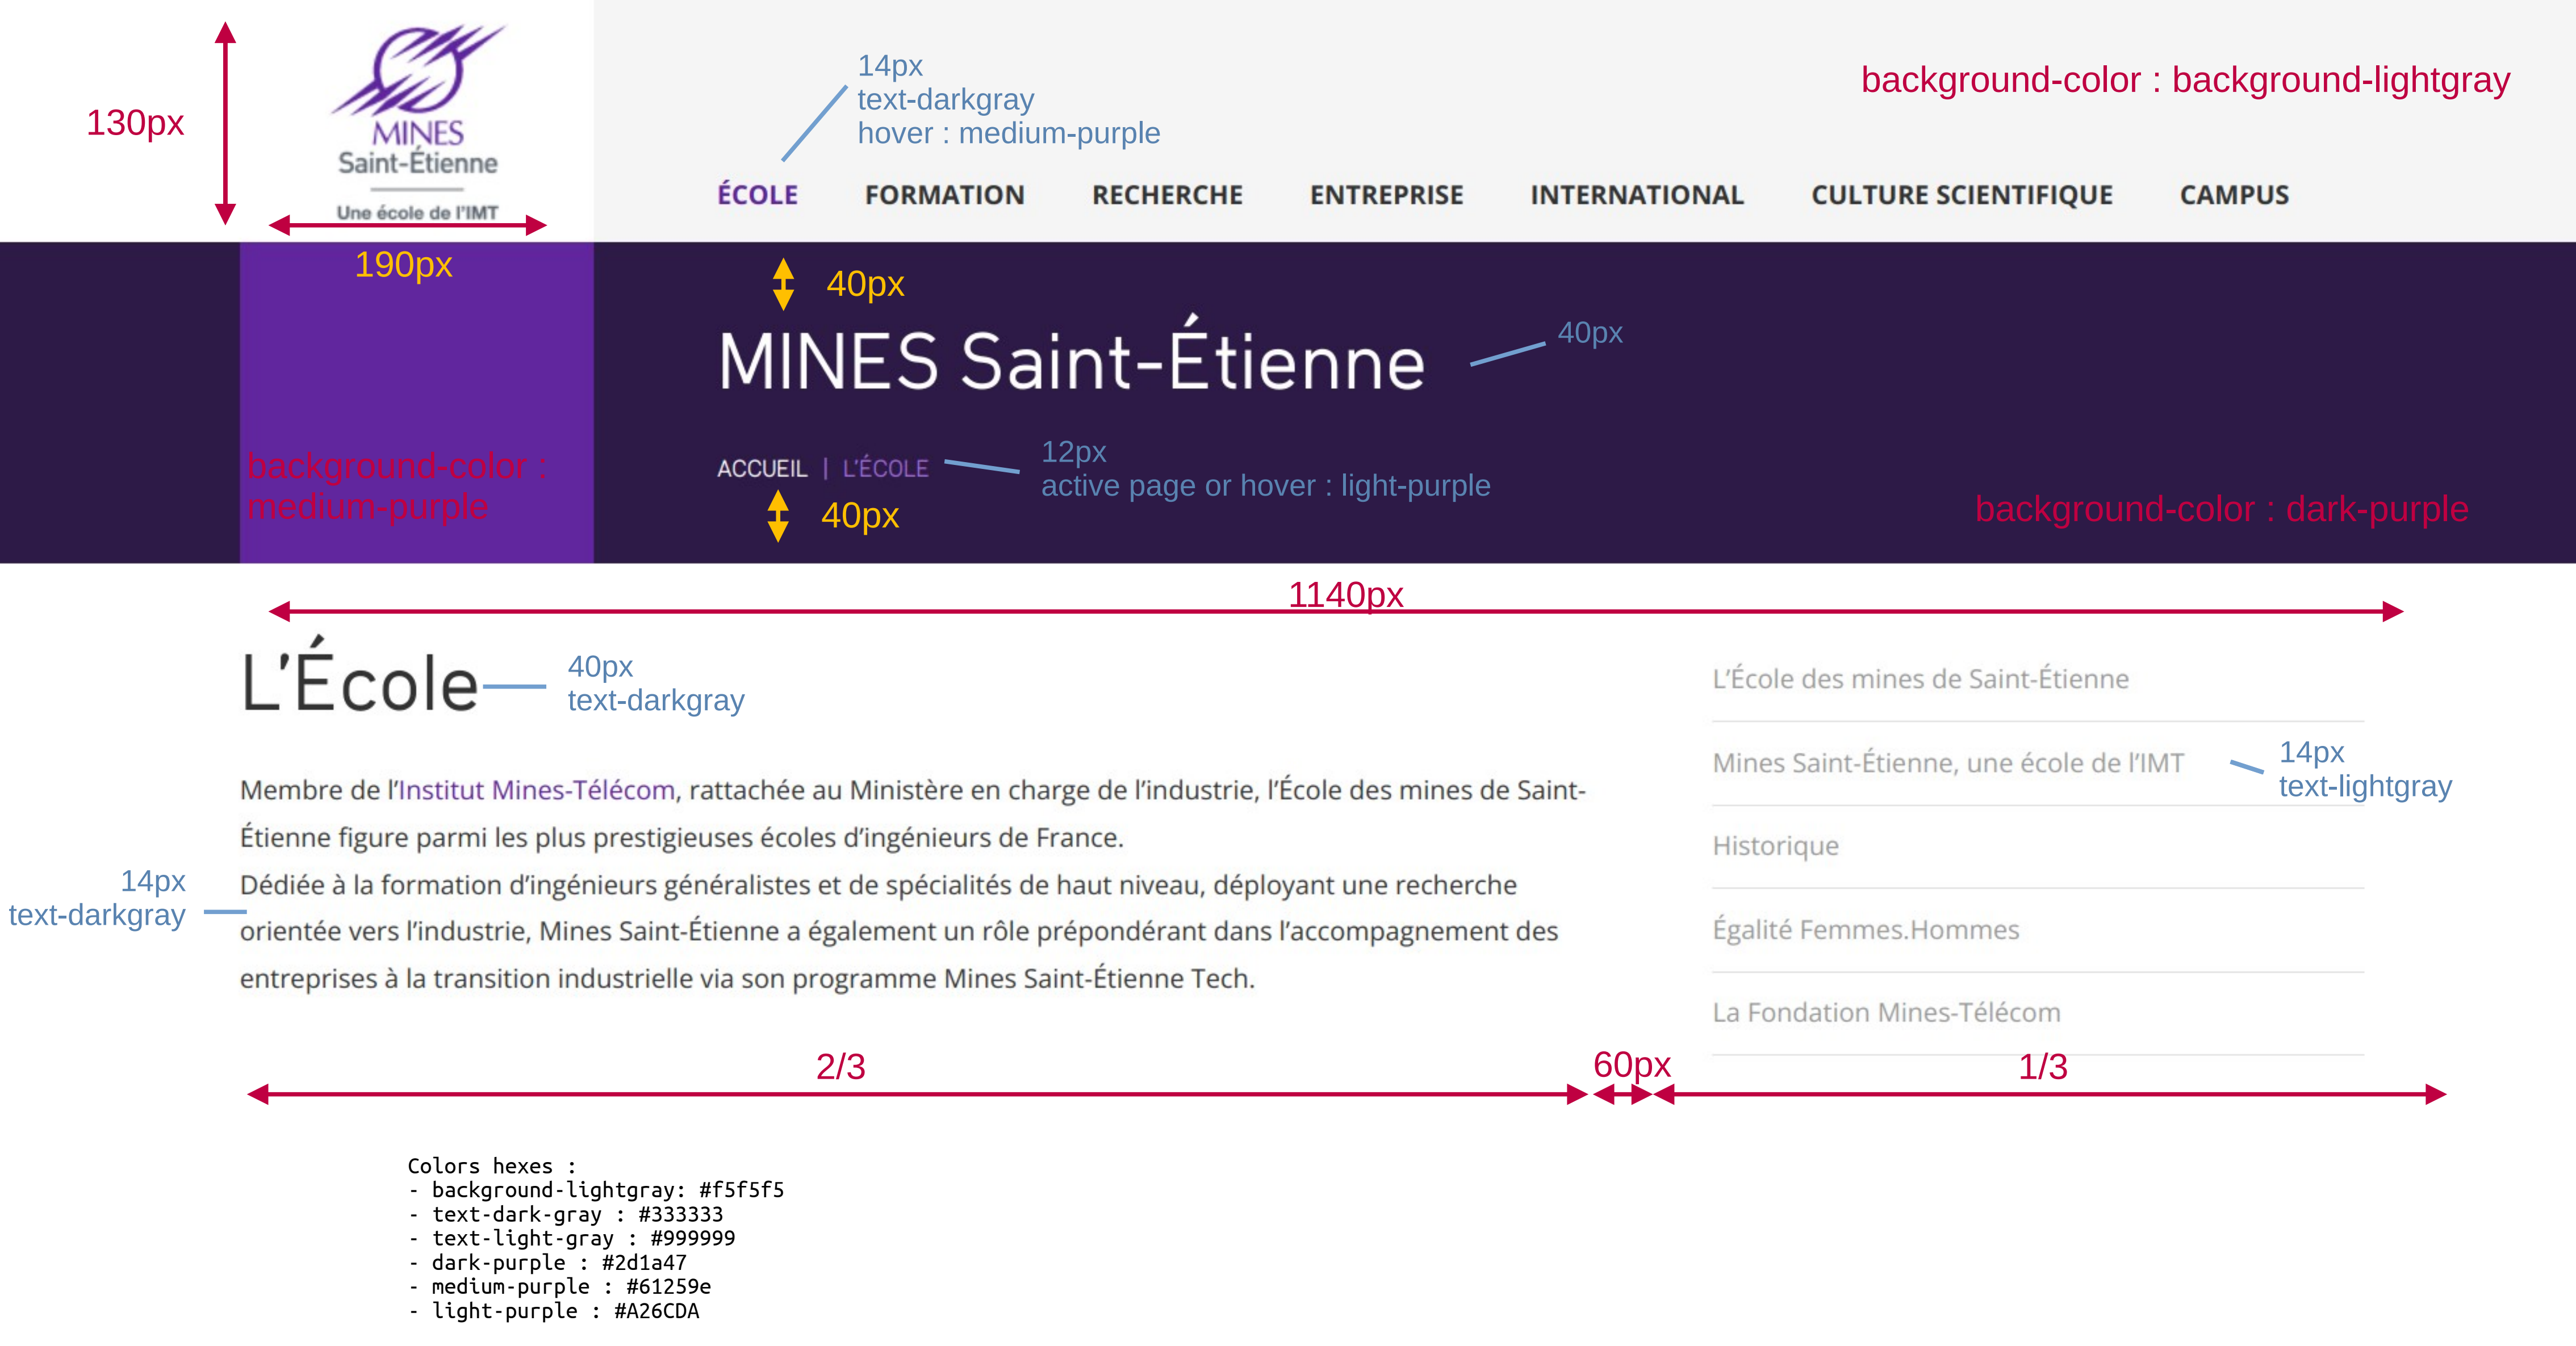 130px
MINES
Saint-Étienne
Une école de l'IMT
190px
14px
text-darkgray
hover : medium-purple
background-color : background-lightgray
ÉCOLE FORMATION RECHERCHE ENTREPRISE INTERNATIONAL CULTURE SCIENTIFIQUE CAMPUS
40px
MINES Saint-Étienne
40px
background-color :
medium-purple
ACCUEIL | L'ÉCOLE
12px
active page or hover : light-purple
40px
background-color : dark-purple
1140px
L'École
40px
text-darkgray
Membre de l'Institut Mines-Télécom, rattachée au Ministère en charge de l'industrie, l'École des mines de Saint-
Étienne figure parmi les plus prestigieuses écoles d'ingénieurs de France.
Dédiée à la formation d'ingénieurs généralistes et de spécialités de haut niveau, déployant une recherche
orientée vers l'industrie, Mines Saint-Étienne a également un rôle prépondérant dans l'accompagnement des
entreprises à la transition industrielle via son programme Mines Saint-Étienne Tech.
14px
text-darkgray
L'École des mines de Saint-Étienne
Mines Saint-Étienne, une école de l'IMT
14px
text-lightgray
Historique
Égalité Femmes.Hommes
La Fondation Mines-Télécom
2/3
60px
1/3
Colors hexes :
- background-lightgray: #f5f5f5
- text-dark-gray : #333333
- text-light-gray : #999999
- dark-purple : #2d1a47
- medium-purple : #61259e
- light-purple : #A26CDA